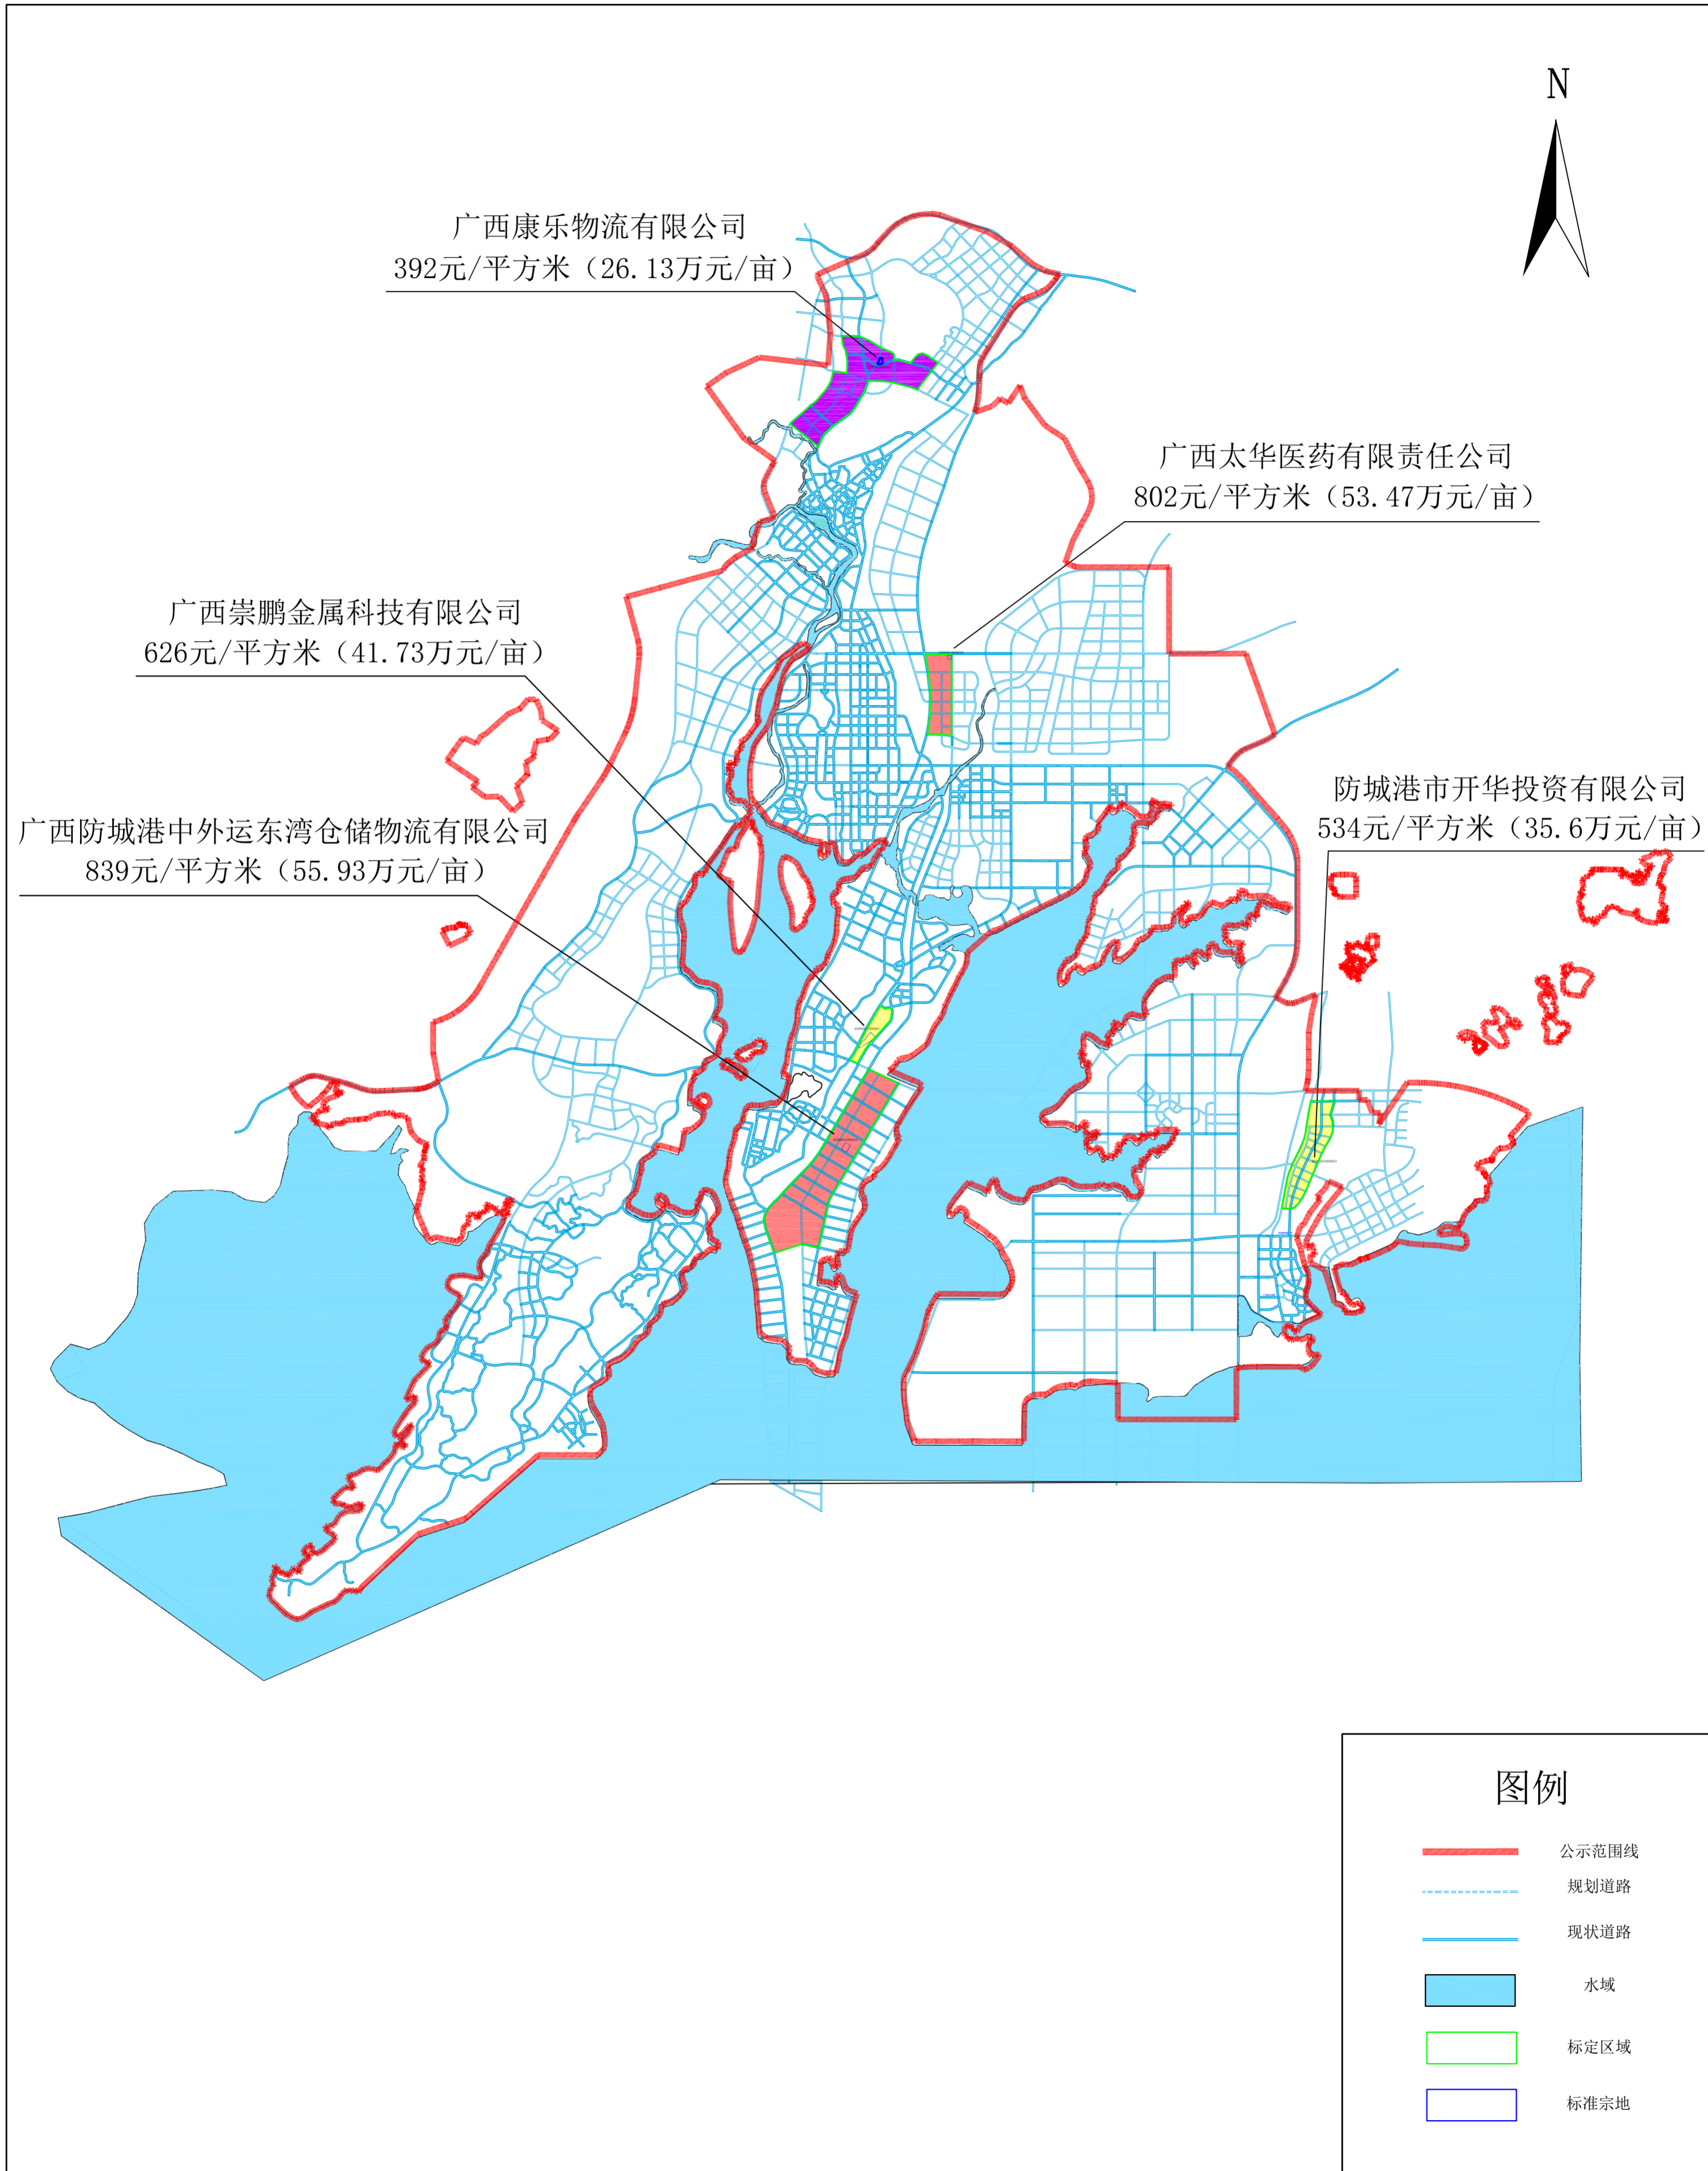 N
广西康乐物流有限公司
392元/平方米（26.13万元/亩）
广西太华医药有限责任公司
802元/平方米（53.47万元/亩）
广西崇鹏金属科技有限公司
626元/平方米（41.73万元/亩）
防城港市开华投资有限公司
534元/平方米（35.6万元/亩）
广西防城港中外运东湾仓储物流有限公司
839元/平方米（55.93万元/亩）
图例
公示范围线
规划道路
现状道路
水域
标定区域
标准宗地